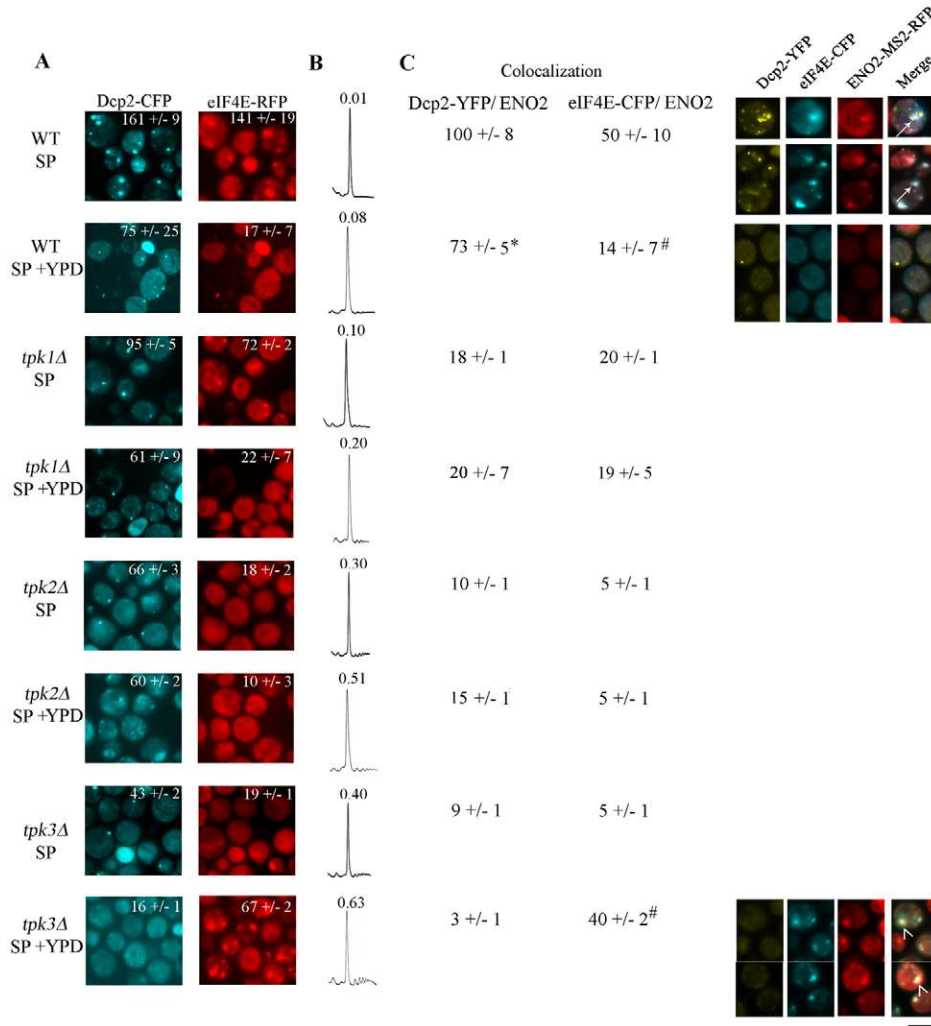 A
B
C
Colocalization
Dcp2-CFP
eIF4E-RFP
Dcp2-YFP/ ENO2
eIF4E-CFP/ ENO2
Dcp2-YFP
eIF4E-CFP
ENO2-MS2-RFP
Merge
WT
SP
161 +/- 9
141 +/- 19
0.01
100 +/- 8
50 +/- 10
WT
SP +YPD
75 +/- 25
17 +/- 7
0.08
73 +/- 5*
14 +/- 7#
tpk1Δ
SP
95 +/- 5
72 +/- 2
0.10
18 +/- 1
20 +/- 1
tpk1Δ
SP +YPD
61 +/- 9
22 +/- 7
0.20
20 +/- 7
19 +/- 5
tpk2Δ
SP
66 +/- 3
18 +/- 2
0.30
10 +/- 1
5 +/- 1
tpk2Δ
SP +YPD
60 +/- 2
10 +/- 3
0.51
15 +/- 1
5 +/- 1
tpk3Δ
SP
43 +/- 2
19 +/- 1
0.40
9 +/- 1
5 +/- 1
tpk3Δ
SP +YPD
16 +/- 1
67 +/- 2
0.63
3 +/- 1
40 +/- 2#